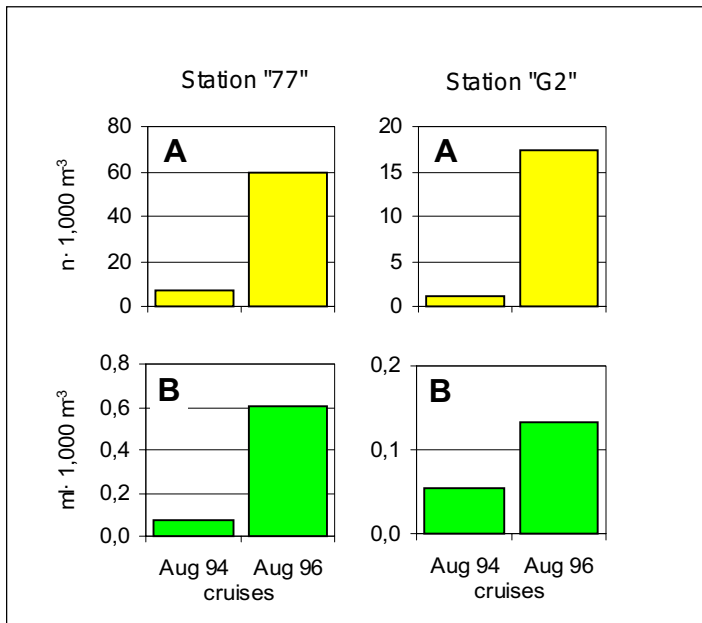 Station "77"
Station "G2"
n· 1,000 m-3
80
60
40
20
0
A
20
15
10
5
0
A
ml· 1,000 m-3
0,8
0,6
0,4
0,2
0,0
B
0,2
0,1
0,0
B
Aug 94 Aug 96
cruises
Aug 94 Aug 96
cruises